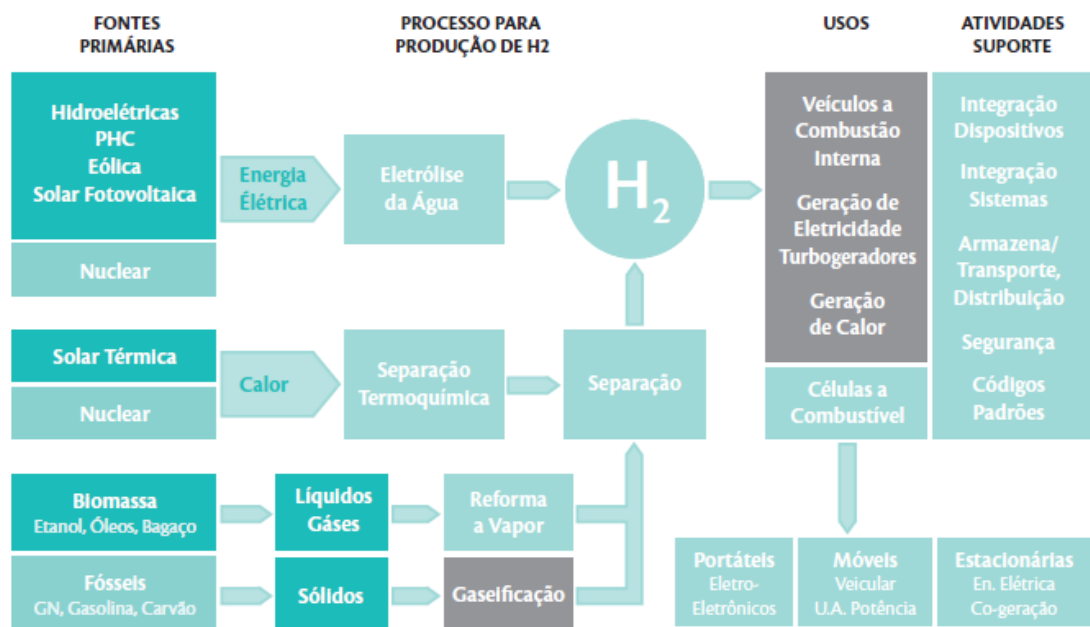 FONTES
PRIMÁRIAS
PROCESSO PARA
PRODUÇÃO DE H2
USOS
ATIVIDADES
SUPORTE
Hidroelétricas
PHC
Eólica
Solar Fotovoltaica
Nuclear
Energia
Élétrica
Eletrólise
da Água
H2
Veículos a
Combustão
Interna
Geração de
Eletricidade
Turbogeradores
Geração
de Calor
Células a
Combustível
Integração
Dispositivos
Integração
Sistemas
Armazena/
Transporte,
Distribuição
Segurança
Códigos
Padrões
Solar Térmica
Nuclear
Calor
Separação
Termoquímica
Separação
Biomassa
Etanol, Óleos, Bagaço
Líquidos
Gáses
Reforma
a Vapor
Fósseis
GN, Gasolina, Carvão
Sólidos
Gaseificação
Portáteis
Eletro-
Eletrônicos
Móveis
Veicular
U.A. Potência
Estacionárias
En. Elétrica
Co-geração